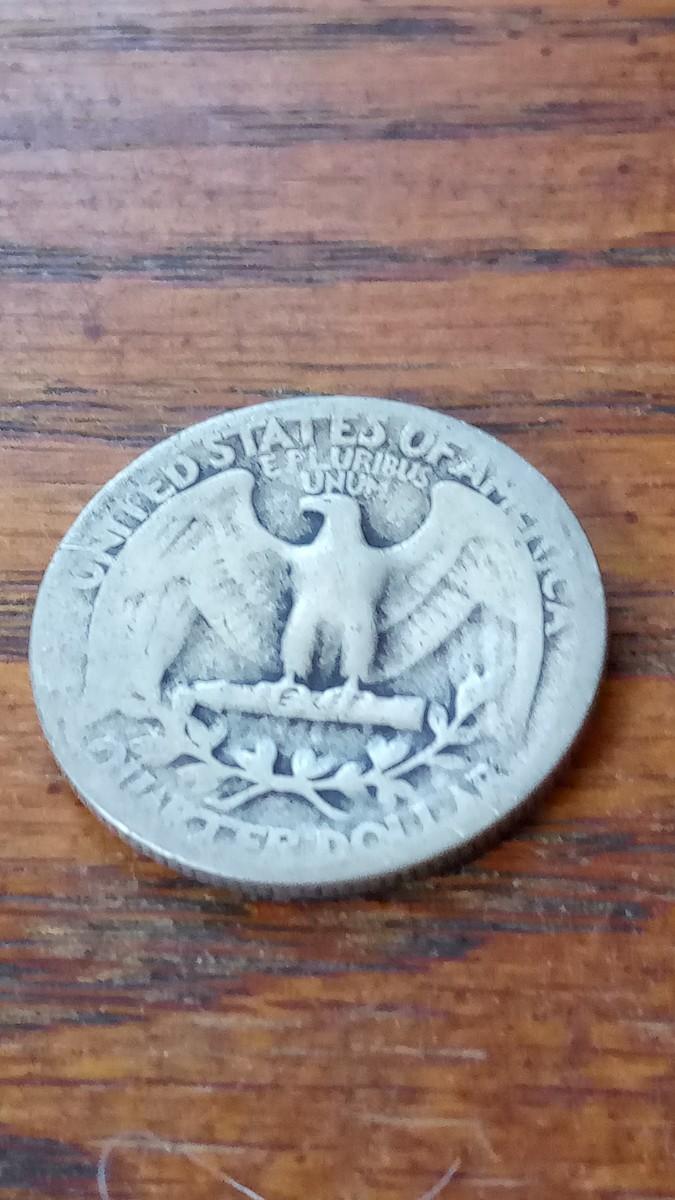 UNITED STATES OF AMERICA
E PLURIBUS
UNUM
QUARTER DOLLAR